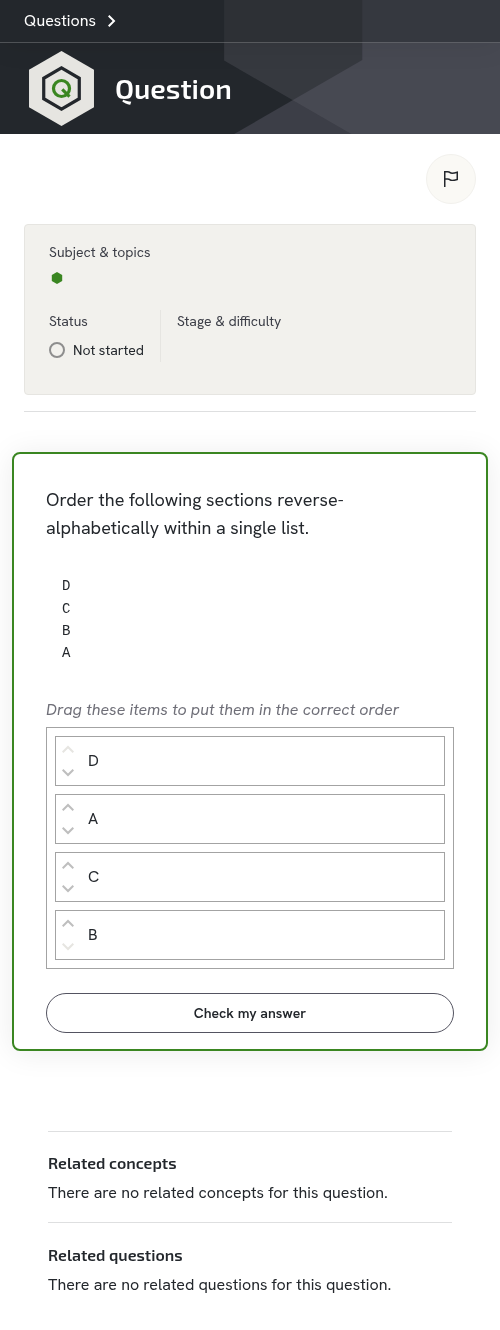 Questions
Question
Subject & topics
Status
Stage & difficulty
Not started
Order the following sections reverse-
alphabetically within a single list.
D
C
B
A
Drag these items to put them in the correct order
D
A
C
B
Check my answer
Related concepts
There are no related concepts for this question.
Related questions
There are no related questions for this question.